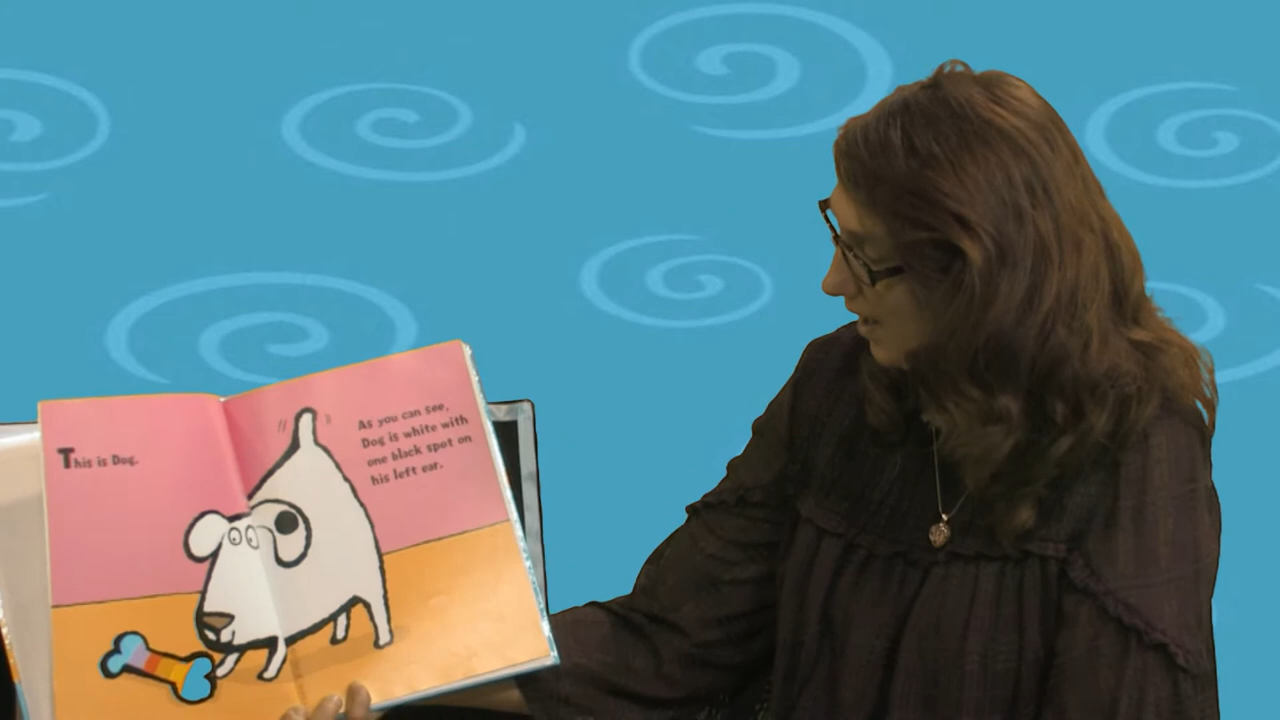 This is Dog.
As you can see,
Dog is white with
one black spot on
his left ear.